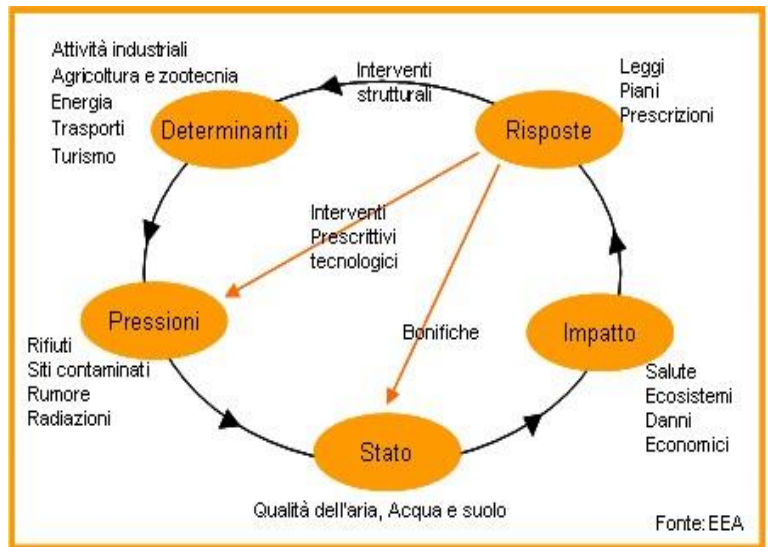 Attività industriali
Agricoltura e zootecnia
Energia
Trasporti
Turismo
Determinanti
Interventi
strutturali
Risposte
Leggi
Piani
Prescrizioni
Interventi
Prescrittivi
tecnologici
Pressioni
Rifiuti
Siti contaminati
Rumore
Radiazioni
Bonifiche
Impatto
Salute
Ecosistemi
Danni
Economici
Stato
Qualità dell'aria, Acqua e suolo
Fonte: EEA